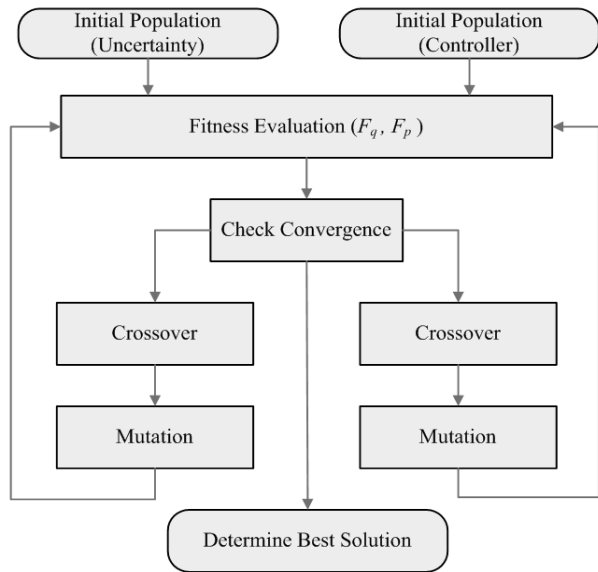 Initial Population
(Uncertainty)
Initial Population
(Controller)
Fitness Evaluation (F_q, F_p )
Check Convergence
Crossover
Crossover
Mutation
Mutation
Determine Best Solution